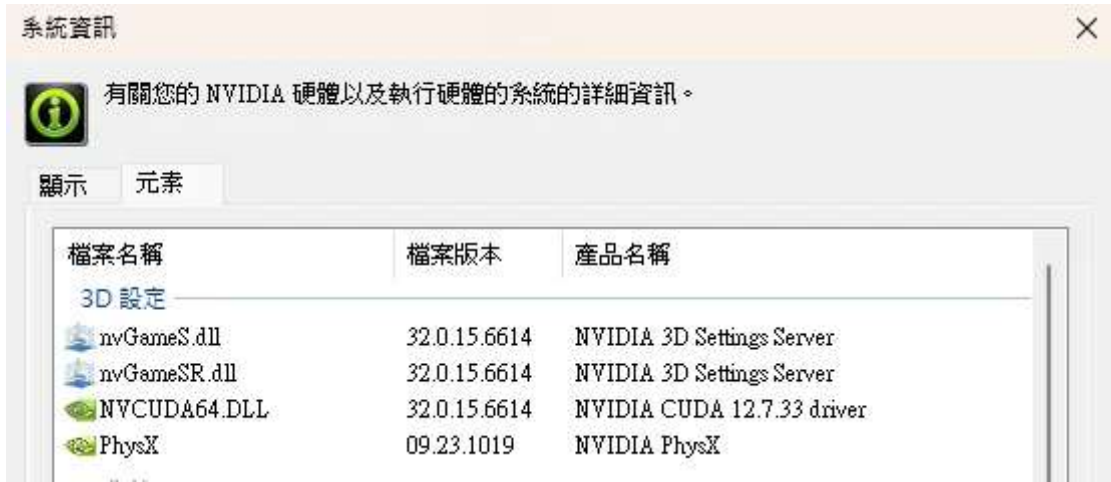 系統資訊
有關您的 NVIDIA 硬體以及執行硬體的系統的詳細資訊。
顯示 元素
檔案名稱 檔案版本 產品名稱
3D 設定
nvGameS.dll 32.0.15.6614 NVIDIA 3D Settings Server
nvGameSR.dll 32.0.15.6614 NVIDIA 3D Settings Server
NVCUDA64.DLL 32.0.15.6614 NVIDIA CUDA 12.7.33 driver
PhysX 09.23.1019 NVIDIA PhysX